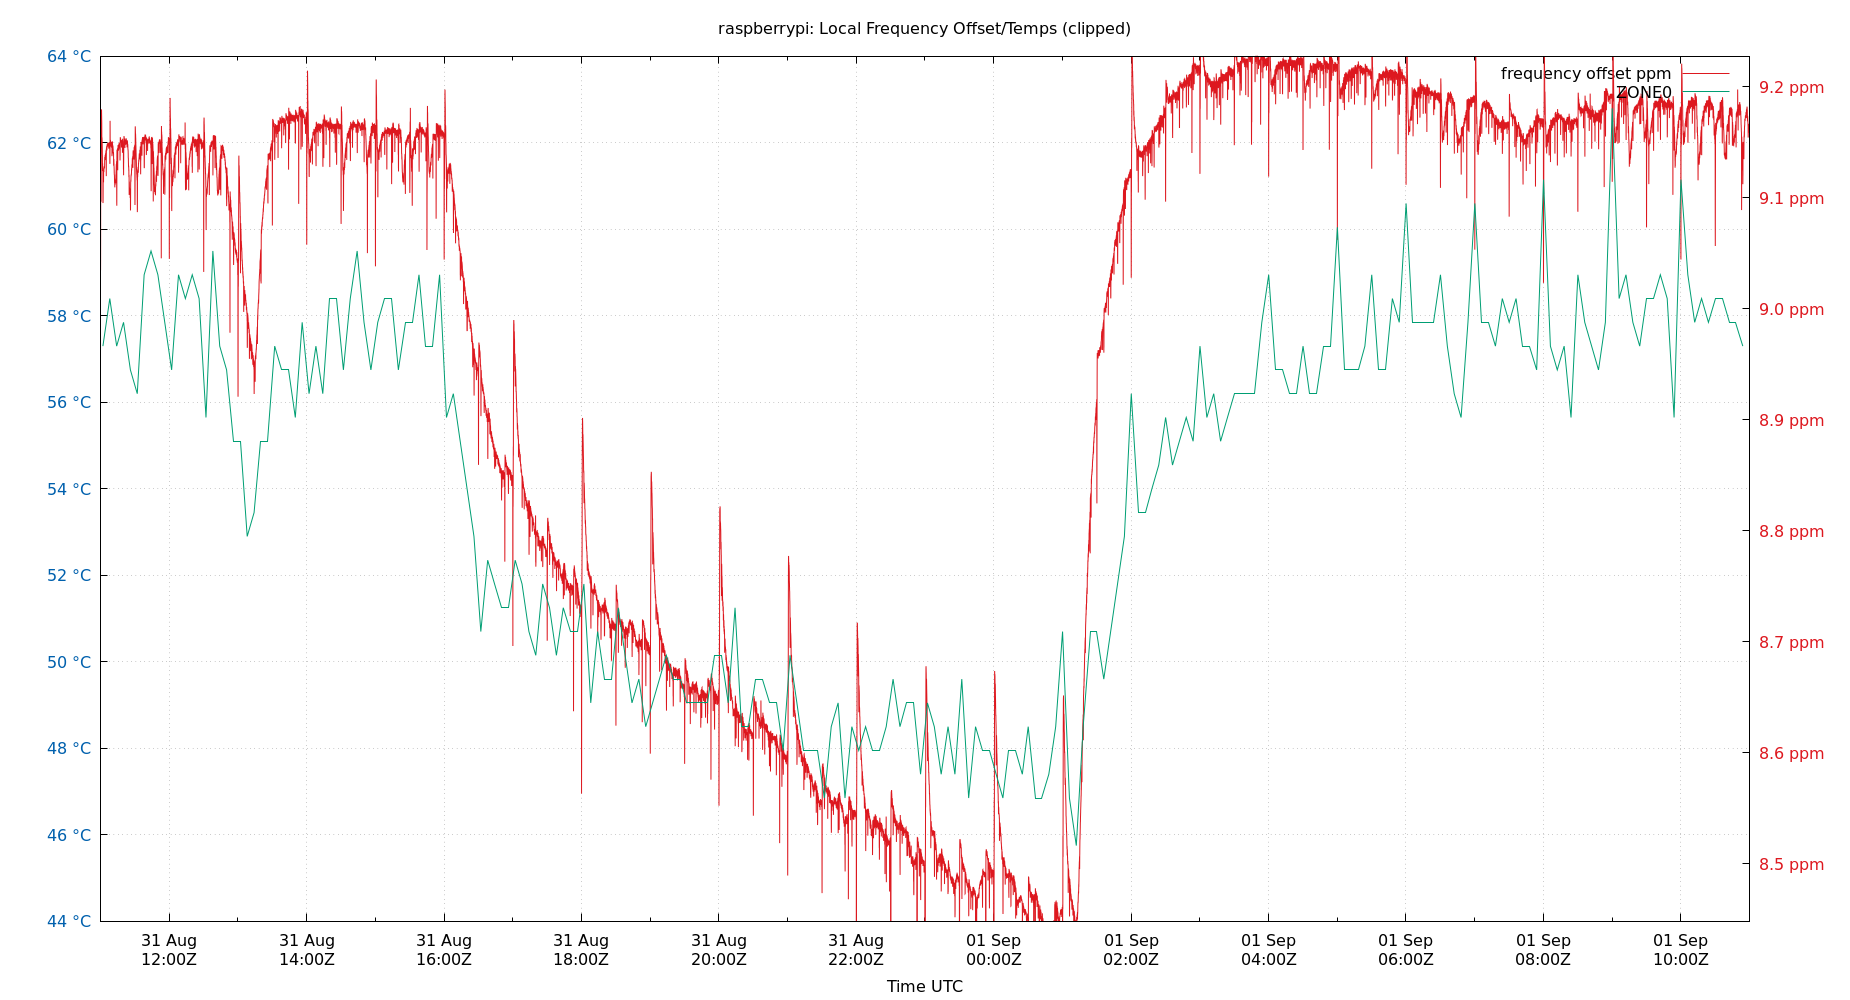 raspberrypi: Local Frequency Offset/Temps (clipped)
64 °C
62 °C
60 °C
58 °C
56 °C
54 °C
52 °C
50 °C
48 °C
46 °C
44 °C
frequency offset ppm
ZONE0
9.2 ppm
9.1 ppm
9.0 ppm
8.9 ppm
8.8 ppm
8.7 ppm
8.6 ppm
8.5 ppm
31 Aug
12:00Z
31 Aug
14:00Z
31 Aug
16:00Z
31 Aug
18:00Z
31 Aug
20:00Z
31 Aug
22:00Z
01 Sep
00:00Z
01 Sep
02:00Z
01 Sep
04:00Z
01 Sep
06:00Z
01 Sep
08:00Z
01 Sep
10:00Z
Time UTC